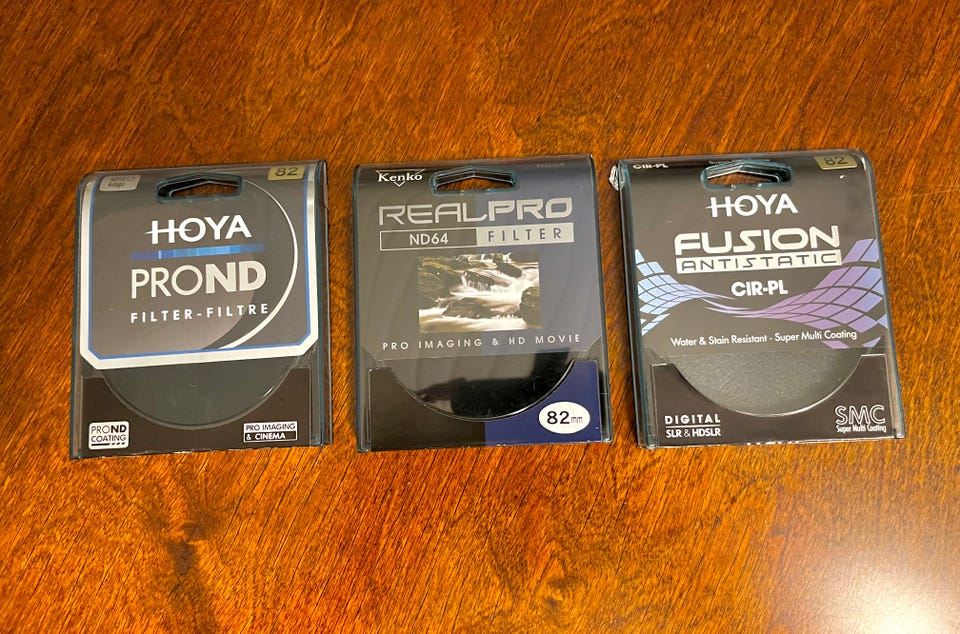 82
HOYA
PROND
FILTER-FILTRE
PROND
COATING
PRO IMAGING
& CINEMA
Kenko
ND64
REALPRO
ND64 FILTER
PRO IMAGING & HD MOVIE
82mm
CIR-PL
82
HOYA
FUSION
ANTISTATIC
CIR-PL
Water & Stain Resistant - Super Multi Coating
DIGITAL
SLR & HDSLR
SMC
Super Multi Coating